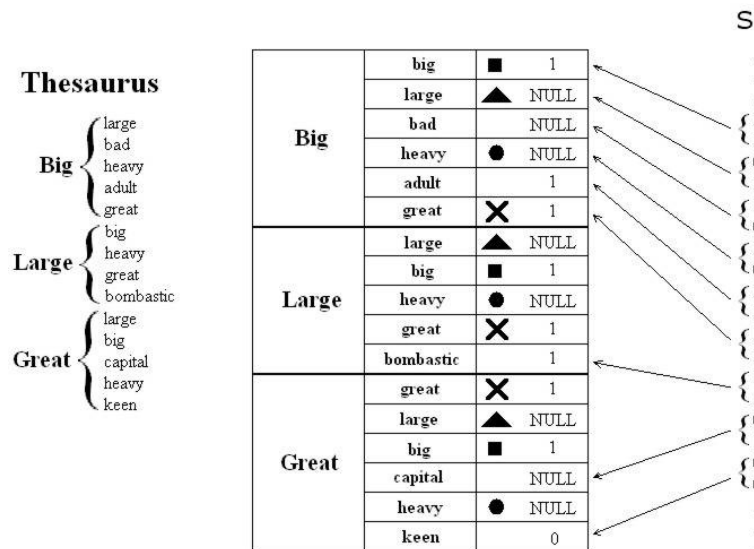 S
Thesaurus
Big
large
bad
heavy
adult
great
Large
big
heavy
great
bombastic
Great
large
big
capital
heavy
keen
Big
big 1
large NULL
bad NULL
heavy NULL
adult 1
great 1
Large
large NULL
big 1
heavy NULL
great 1
bombastic 1
Great
great 1
large NULL
big 1
capital NULL
heavy NULL
keen 0